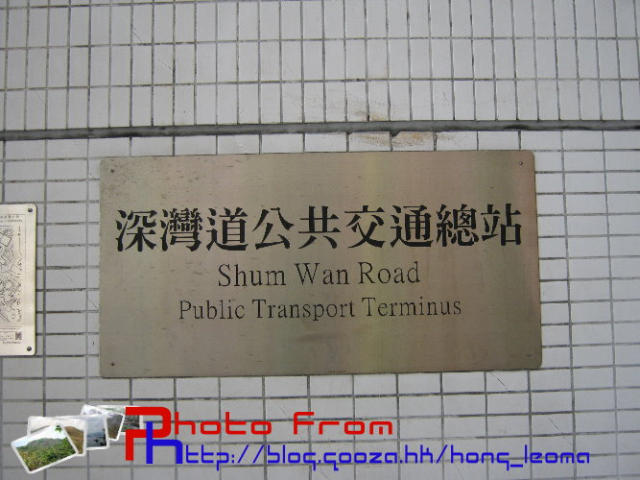 深灣道公共交通總站
Shum Wan Road
Public Transport Terminus
Photo From
http://blog.qooza.hk/hong_leoma